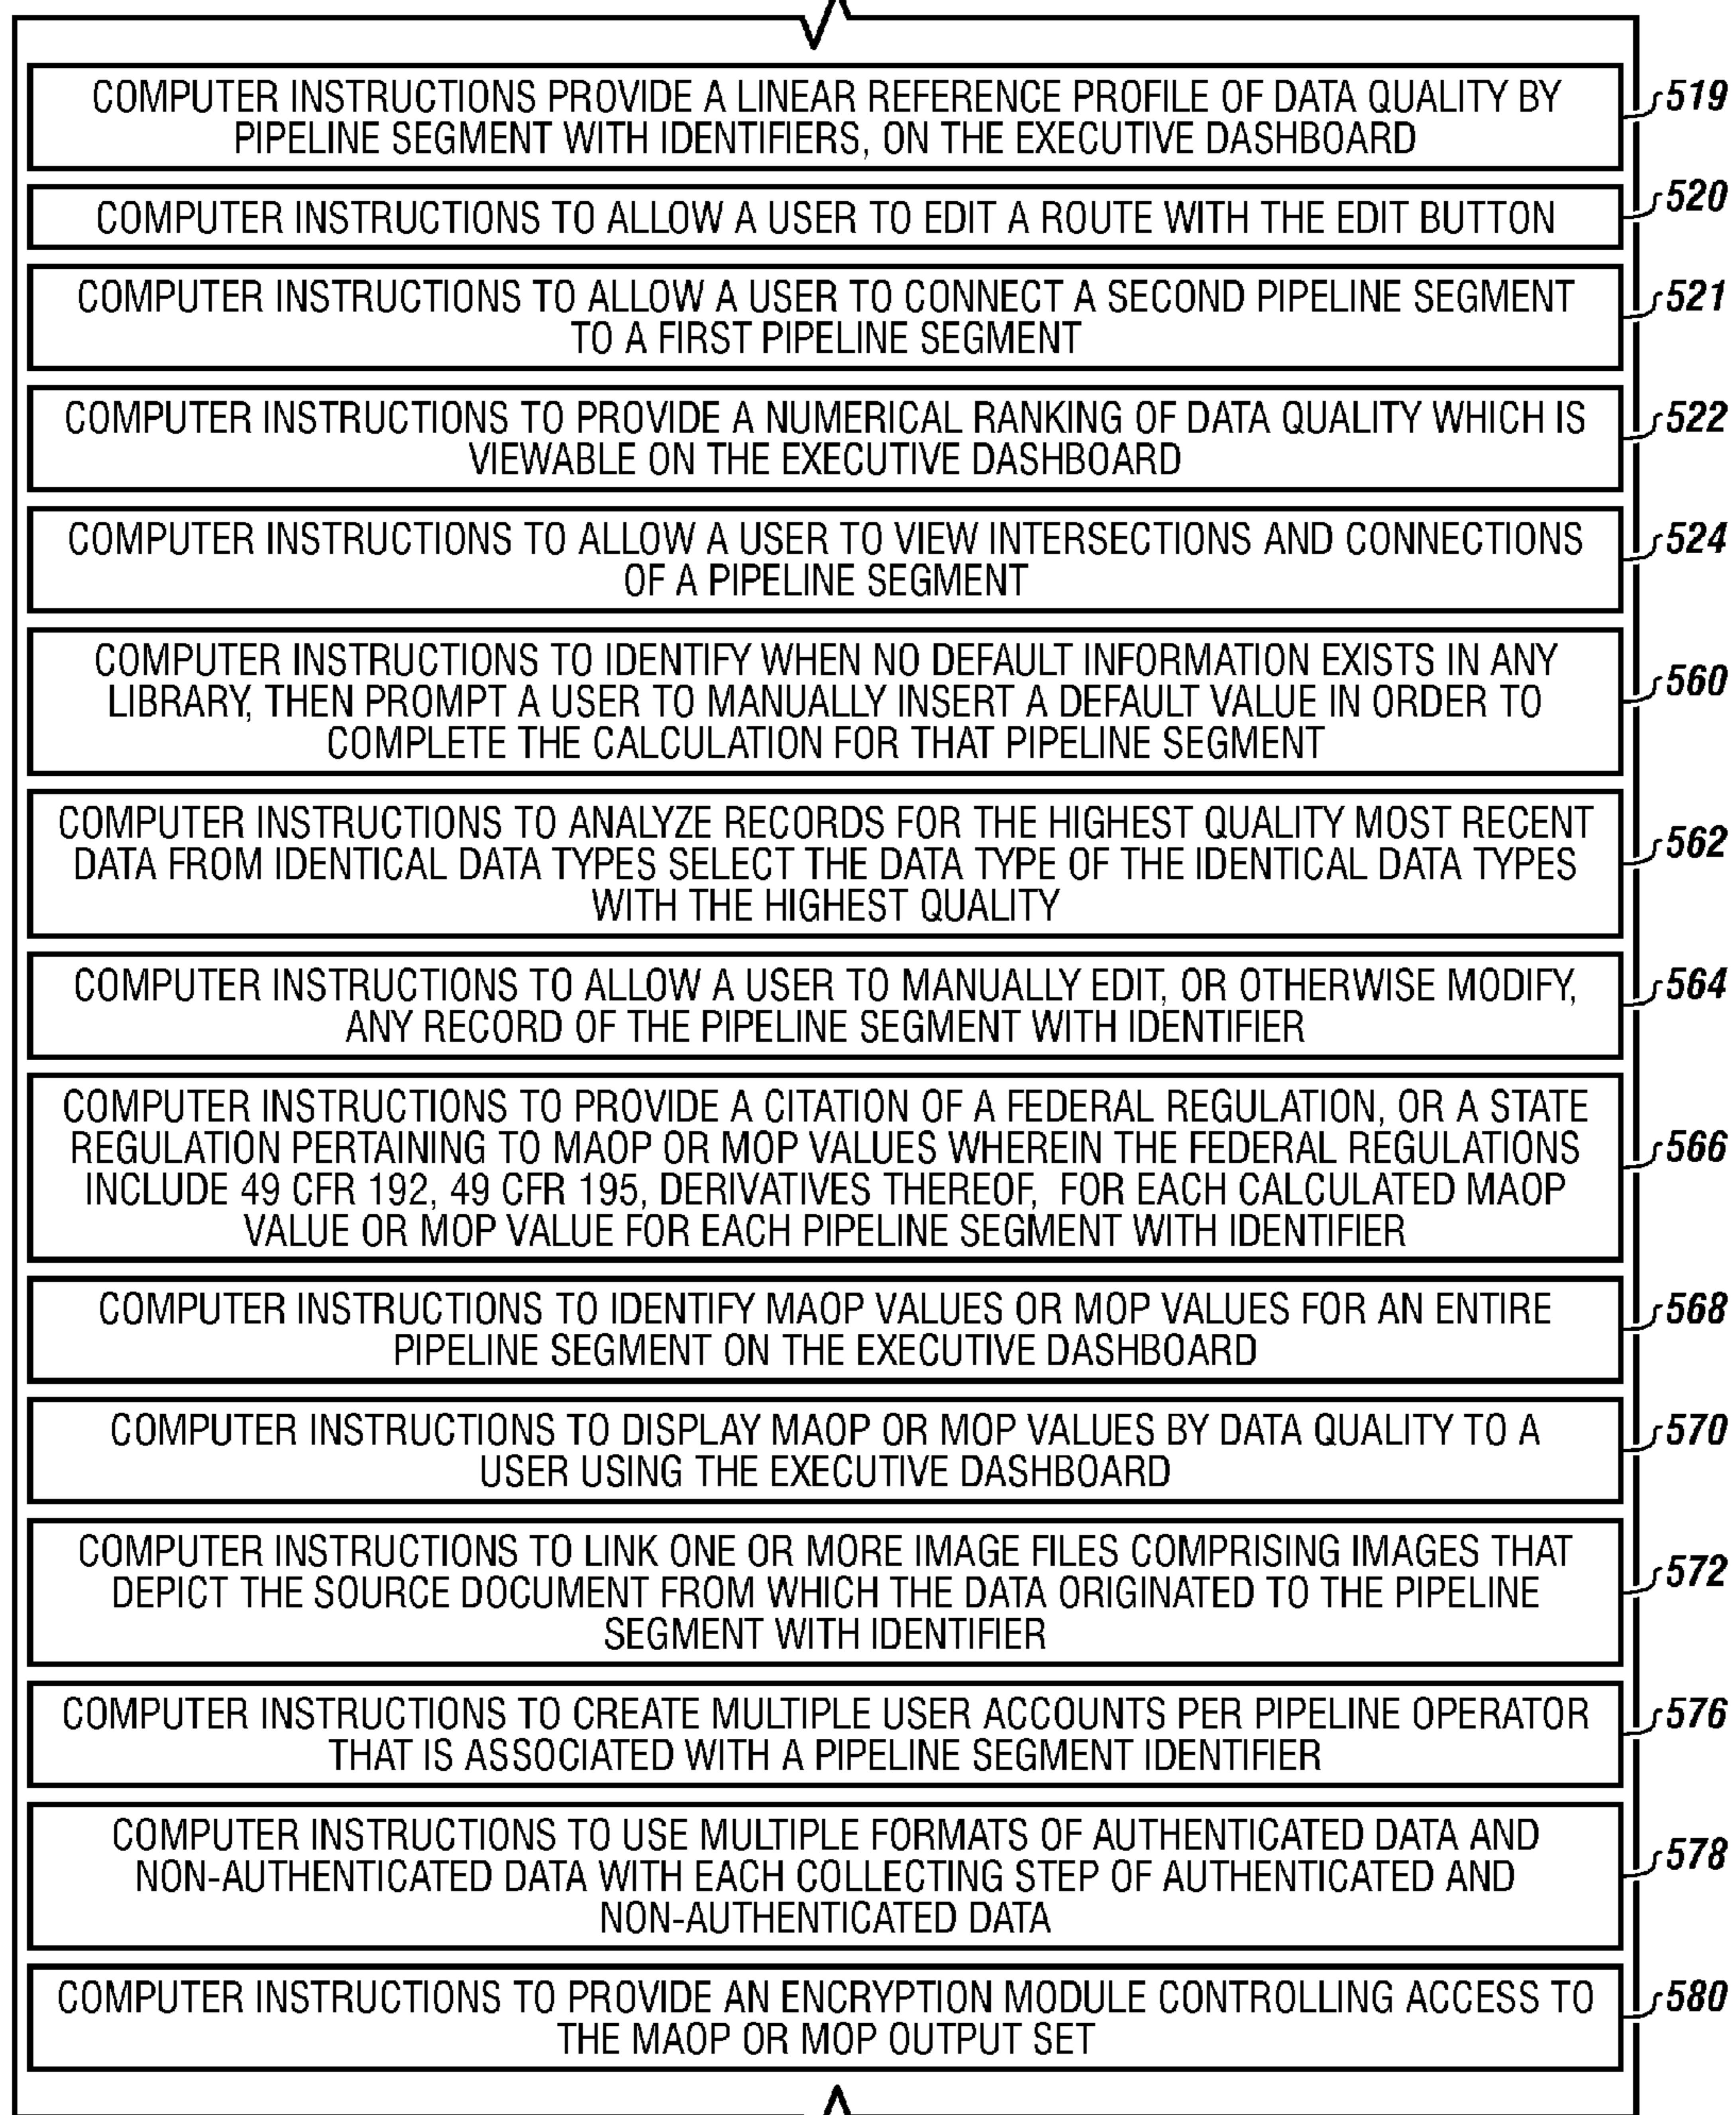 COMPUTER INSTRUCTIONS PROVIDE A LINEAR REFERENCE PROFILE OF DATA QUALITY BY
PIPELINE SEGMENT WITH IDENTIFIERS, ON THE EXECUTIVE DASHBOARD
519
COMPUTER INSTRUCTIONS TO ALLOW A USER TO EDIT A ROUTE WITH THE EDIT BUTTON
520
COMPUTER INSTRUCTIONS TO ALLOW A USER TO CONNECT A SECOND PIPELINE SEGMENT
TO A FIRST PIPELINE SEGMENT
521
COMPUTER INSTRUCTIONS TO PROVIDE A NUMERICAL RANKING OF DATA QUALITY WHICH IS
VIEWABLE ON THE EXECUTIVE DASHBOARD
522
COMPUTER INSTRUCTIONS TO ALLOW A USER TO VIEW INTERSECTIONS AND CONNECTIONS
OF A PIPELINE SEGMENT
524
COMPUTER INSTRUCTIONS TO IDENTIFY WHEN NO DEFAULT INFORMATION EXISTS IN ANY
LIBRARY, THEN PROMPT A USER TO MANUALLY INSERT A DEFAULT VALUE IN ORDER TO
COMPLETE THE CALCULATION FOR THAT PIPELINE SEGMENT
560
COMPUTER INSTRUCTIONS TO ANALYZE RECORDS FOR THE HIGHEST QUALITY MOST RECENT
DATA FROM IDENTICAL DATA TYPES SELECT THE DATA TYPE OF THE IDENTICAL DATA TYPES
WITH THE HIGHEST QUALITY
562
COMPUTER INSTRUCTIONS TO ALLOW A USER TO MANUALLY EDIT, OR OTHERWISE MODIFY,
ANY RECORD OF THE PIPELINE SEGMENT WITH IDENTIFIER
564
COMPUTER INSTRUCTIONS TO PROVIDE A CITATION OF A FEDERAL REGULATION, OR A STATE
REGULATION PERTAINING TO MAOP OR MOP VALUES WHEREIN THE FEDERAL REGULATIONS
INCLUDE 49 CFR 192, 49 CFR 195, DERIVATIVES THEREOF, FOR EACH CALCULATED MAOP
VALUE OR MOP VALUE FOR EACH PIPELINE SEGMENT WITH IDENTIFIER
566
COMPUTER INSTRUCTIONS TO IDENTIFY MAOP VALUES OR MOP VALUES FOR AN ENTIRE
PIPELINE SEGMENT ON THE EXECUTIVE DASHBOARD
568
COMPUTER INSTRUCTIONS TO DISPLAY MAOP OR MOP VALUES BY DATA QUALITY TO A
USER USING THE EXECUTIVE DASHBOARD
570
COMPUTER INSTRUCTIONS TO LINK ONE OR MORE IMAGE FILES COMPRISING IMAGES THAT
DEPICT THE SOURCE DOCUMENT FROM WHICH THE DATA ORIGINATED TO THE PIPELINE
SEGMENT WITH IDENTIFIER
572
COMPUTER INSTRUCTIONS TO CREATE MULTIPLE USER ACCOUNTS PER PIPELINE OPERATOR
THAT IS ASSOCIATED WITH A PIPELINE SEGMENT IDENTIFIER
576
COMPUTER INSTRUCTIONS TO USE MULTIPLE FORMATS OF AUTHENTICATED DATA AND
NON-AUTHENTICATED DATA WITH EACH COLLECTING STEP OF AUTHENTICATED AND
NON-AUTHENTICATED DATA
578
COMPUTER INSTRUCTIONS TO PROVIDE AN ENCRYPTION MODULE CONTROLLING ACCESS TO
THE MAOP OR MOP OUTPUT SET
580